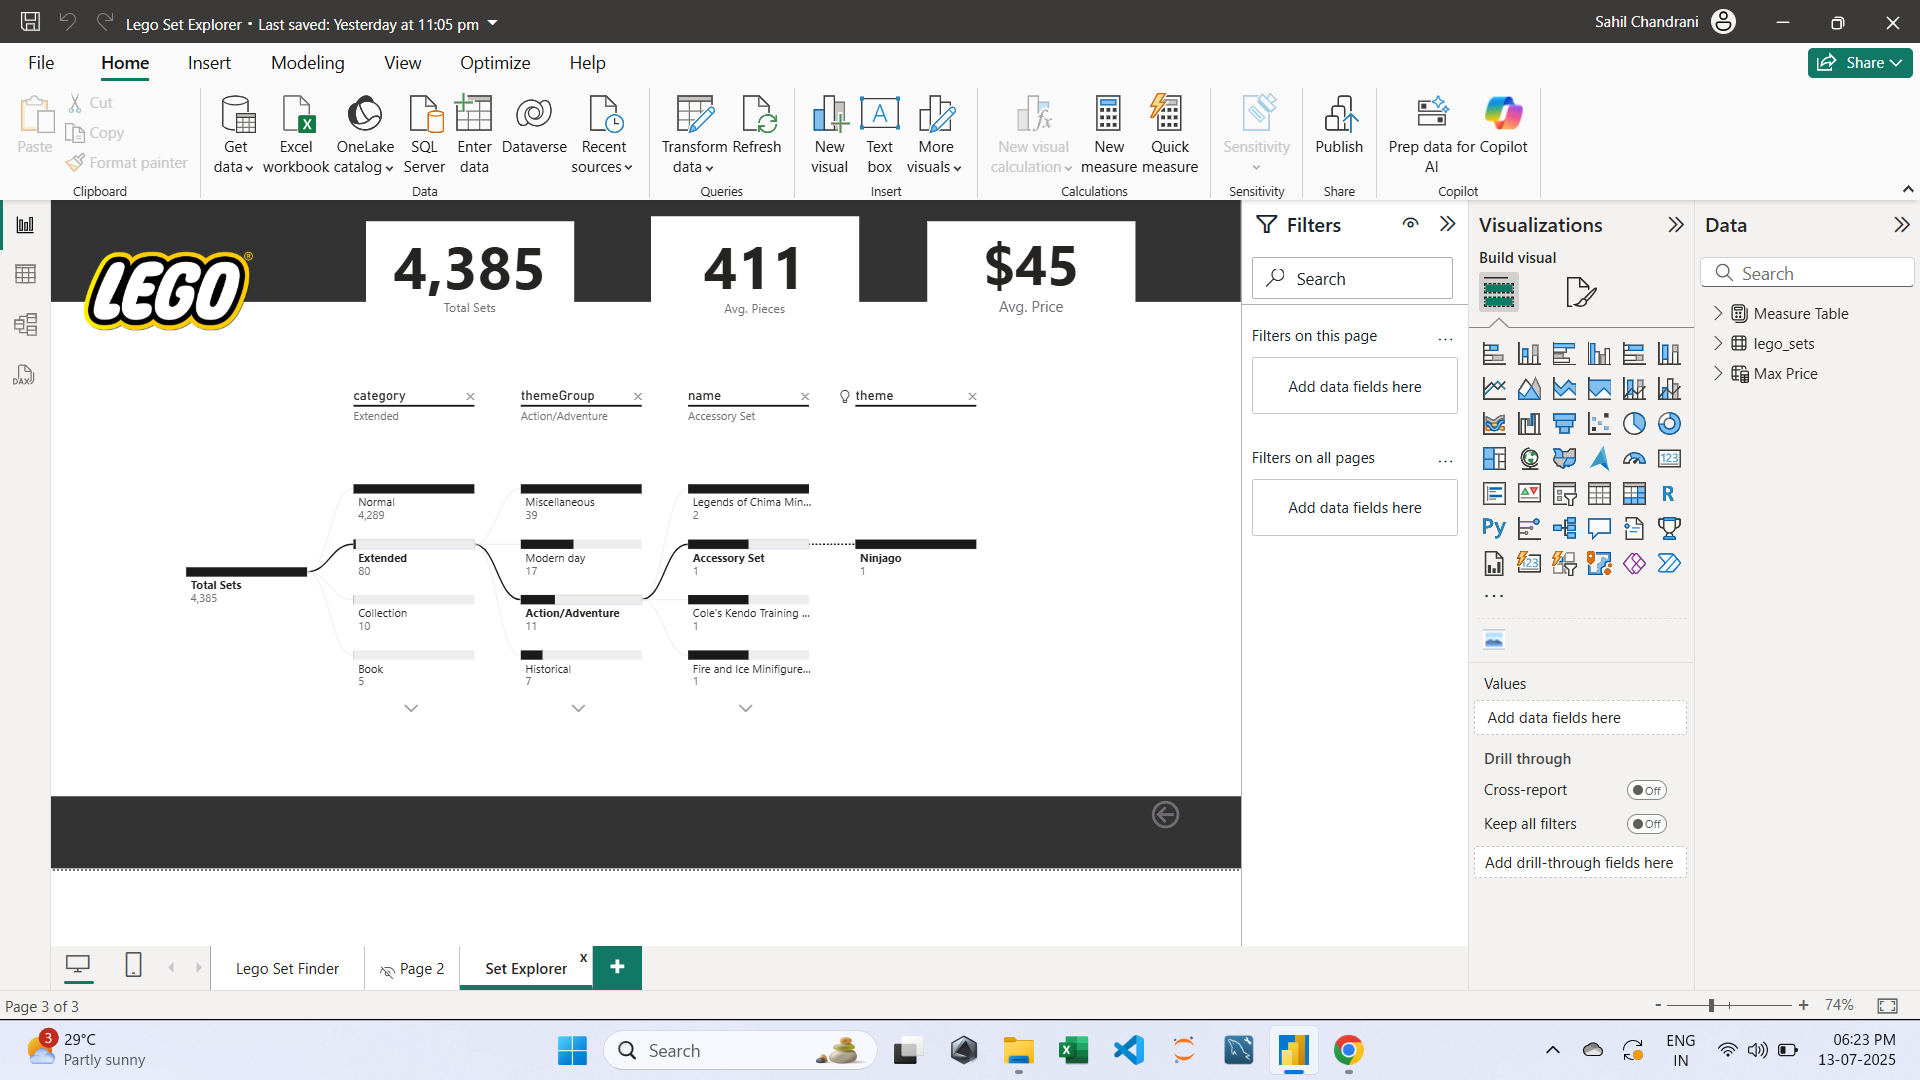 Lego Set Explorer • Last saved: Yesterday at 11:05 pm
Sahil Chandrani
File Home Insert Modeling View Optimize Help
Share
Paste
Cut
Copy
Format painter
Clipboard
Get data
Excel workbook
OneLake catalog
SQL Server
Enter data
Dataverse
Recent sources
Data
Transform data
Refresh
Queries
New visual
Text box
More visuals
Insert
New visual calculation
New measure
Quick measure
Calculations
Sensitivity
Sensitivity
Publish
Share
Prep data for AI
Copilot
Copilot
LEGO®
4,385
Total Sets
411
Avg. Pieces
$45
Avg. Price
category
Extended
themeGroup
Action/Adventure
name
Accessory Set
theme
Total Sets
4,385
Normal
4,289
Extended
80
Collection
10
Book
5
Miscellaneous
39
Modern day
17
Action/Adventure
11
Historical
7
Legends of China Min...
2
Accessory Set
1
Cole's Kendo Training ...
1
Fire and Ice Minifigure...
1
Ninjago
1
Filters
Search
Filters on this page ...
Add data fields here
Filters on all pages ...
Add data fields here
Visualizations
Build visual
123
R
Py
123
...
Values
Add data fields here
Drill through
Cross-report Off
Keep all filters Off
Add drill-through fields here
Data
Search
Measure Table
lego_sets
Max Price
DAX
Lego Set Finder
Page 2
Set Explorer x
+
Page 3 of 3
- + 74%
3
29°C
Partly sunny
Search
ENG
IN
06:23 PM
13-07-2025